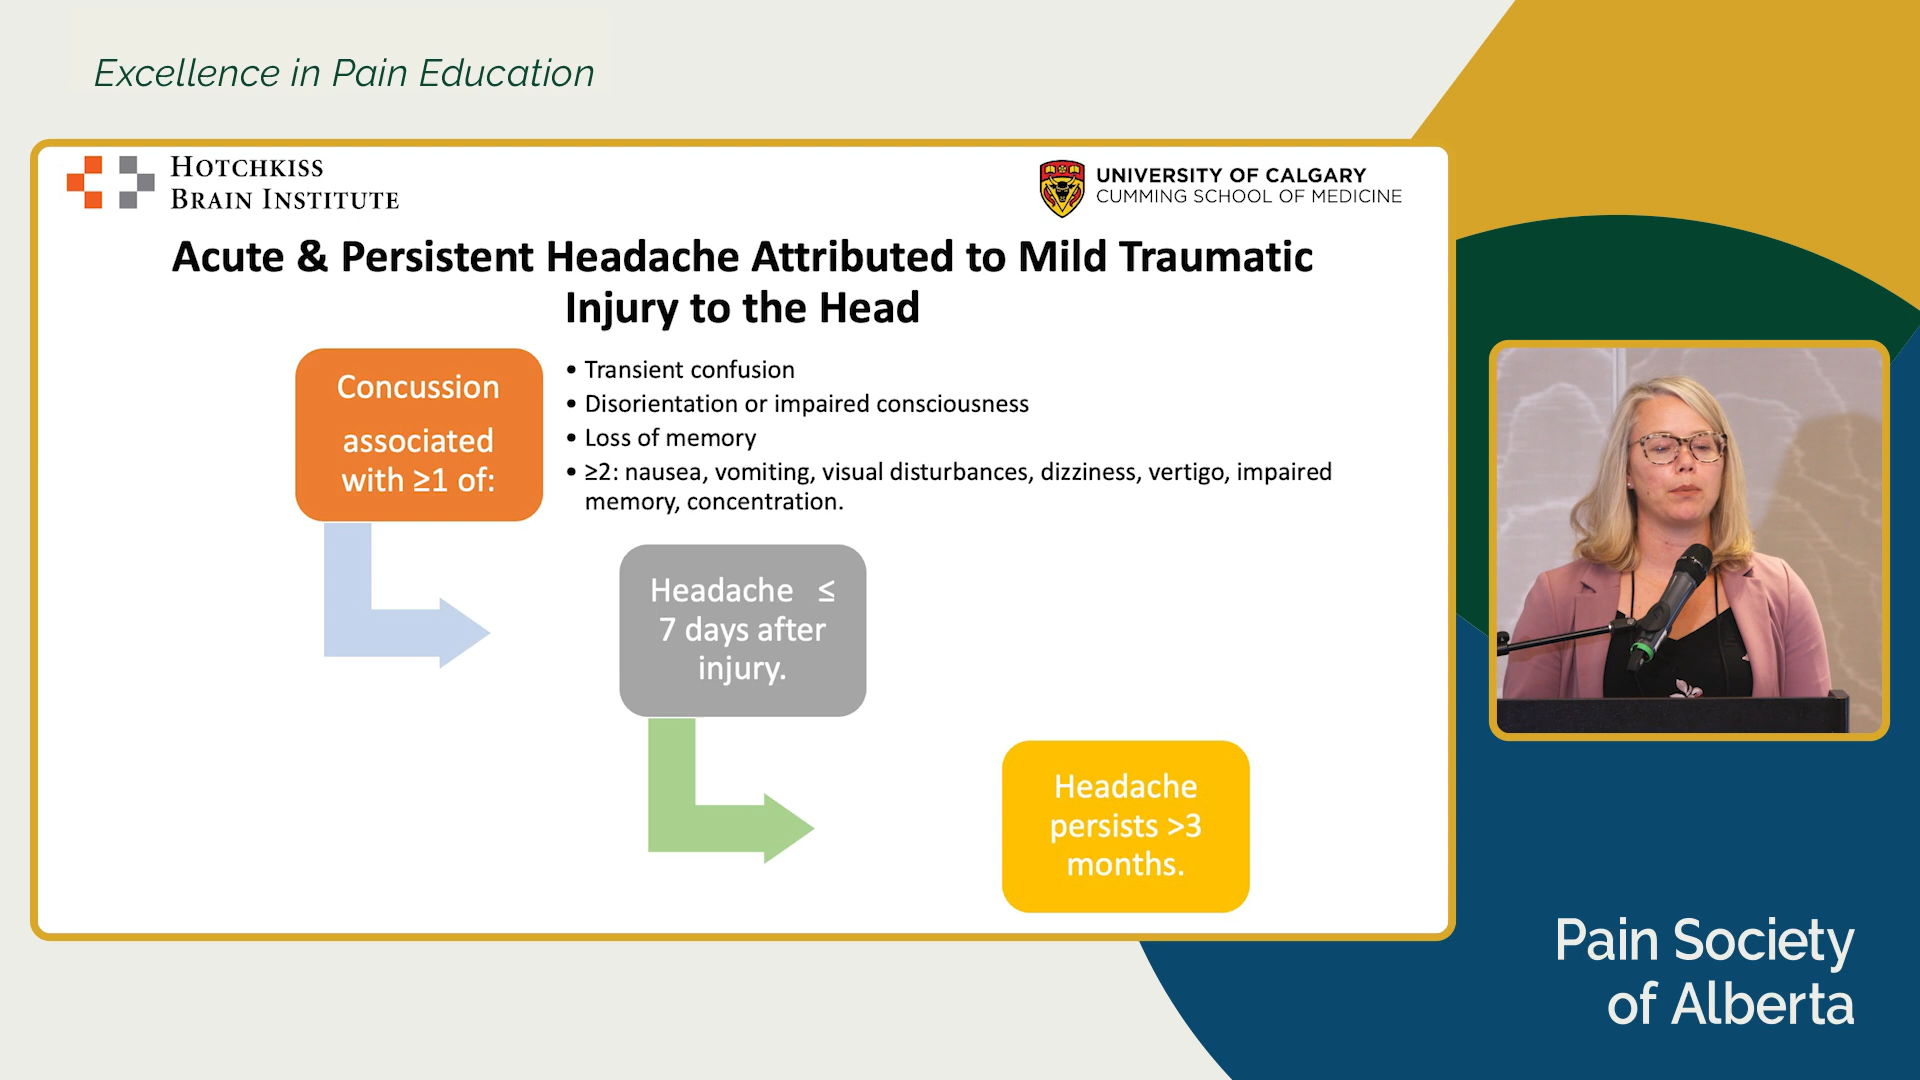 Excellence in Pain Education
HOTCHKISS
BRAIN INSTITUTE
UNIVERSITY OF CALGARY
CUMMING SCHOOL OF MEDICINE
Acute & Persistent Headache Attributed to Mild Traumatic
Injury to the Head
Concussion
associated
with ≥1 of:
• Transient confusion
• Disorientation or impaired consciousness
• Loss of memory
• ≥2: nausea, vomiting, visual disturbances, dizziness, vertigo, impaired
memory, concentration.
Headache ≤
7 days after
injury.
Headache
persists >3
months.
Pain Society
of Alberta